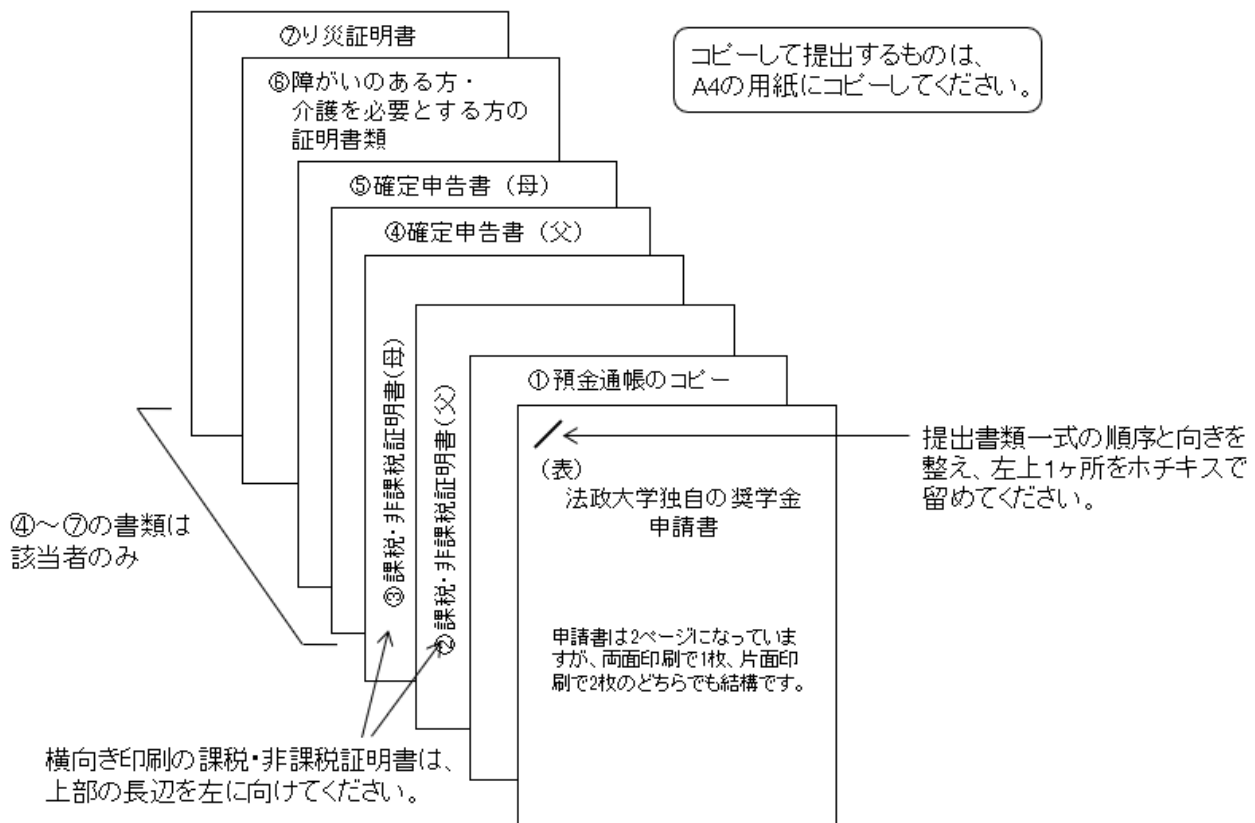 ⑦り災証明書
コピーして提出するものは、
A4の用紙にコピーしてください。
⑥障がいのある方・
介護を必要とする方の
証明書類
⑤確定申告書（母）
④確定申告書（父）
③課税・非課税証明書(母)
②課税・非課税証明書(父)
①預金通帳のコピー
(表)
法政大学独自の奨学金
申請書
提出書類一式の順序と向きを
整え、左上1ヶ所をホチキスで
留めてください。
④～⑦の書類は
該当者のみ
申請書は2ページになっていま
すが、両面印刷で1枚、片面印
刷で2枚のどちらでも結構です。
横向き印刷の課税・非課税証明書は、
上部の長辺を左に向けてください。